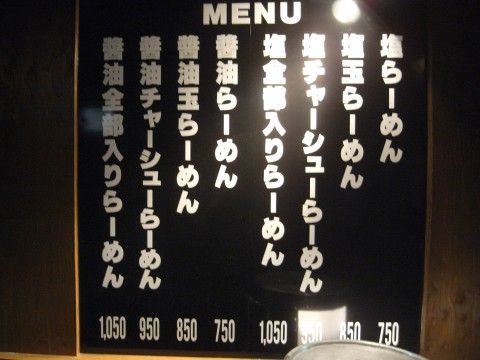 MENU
塩らーめん 750
塩玉らーめん 850
塩チャーシューらーめん 950
塩全部入りらーめん 1,050
醤油らーめん 750
醤油玉らーめん 850
醤油チャーシューらーめん 950
醤油全部入りらーめん 1,050